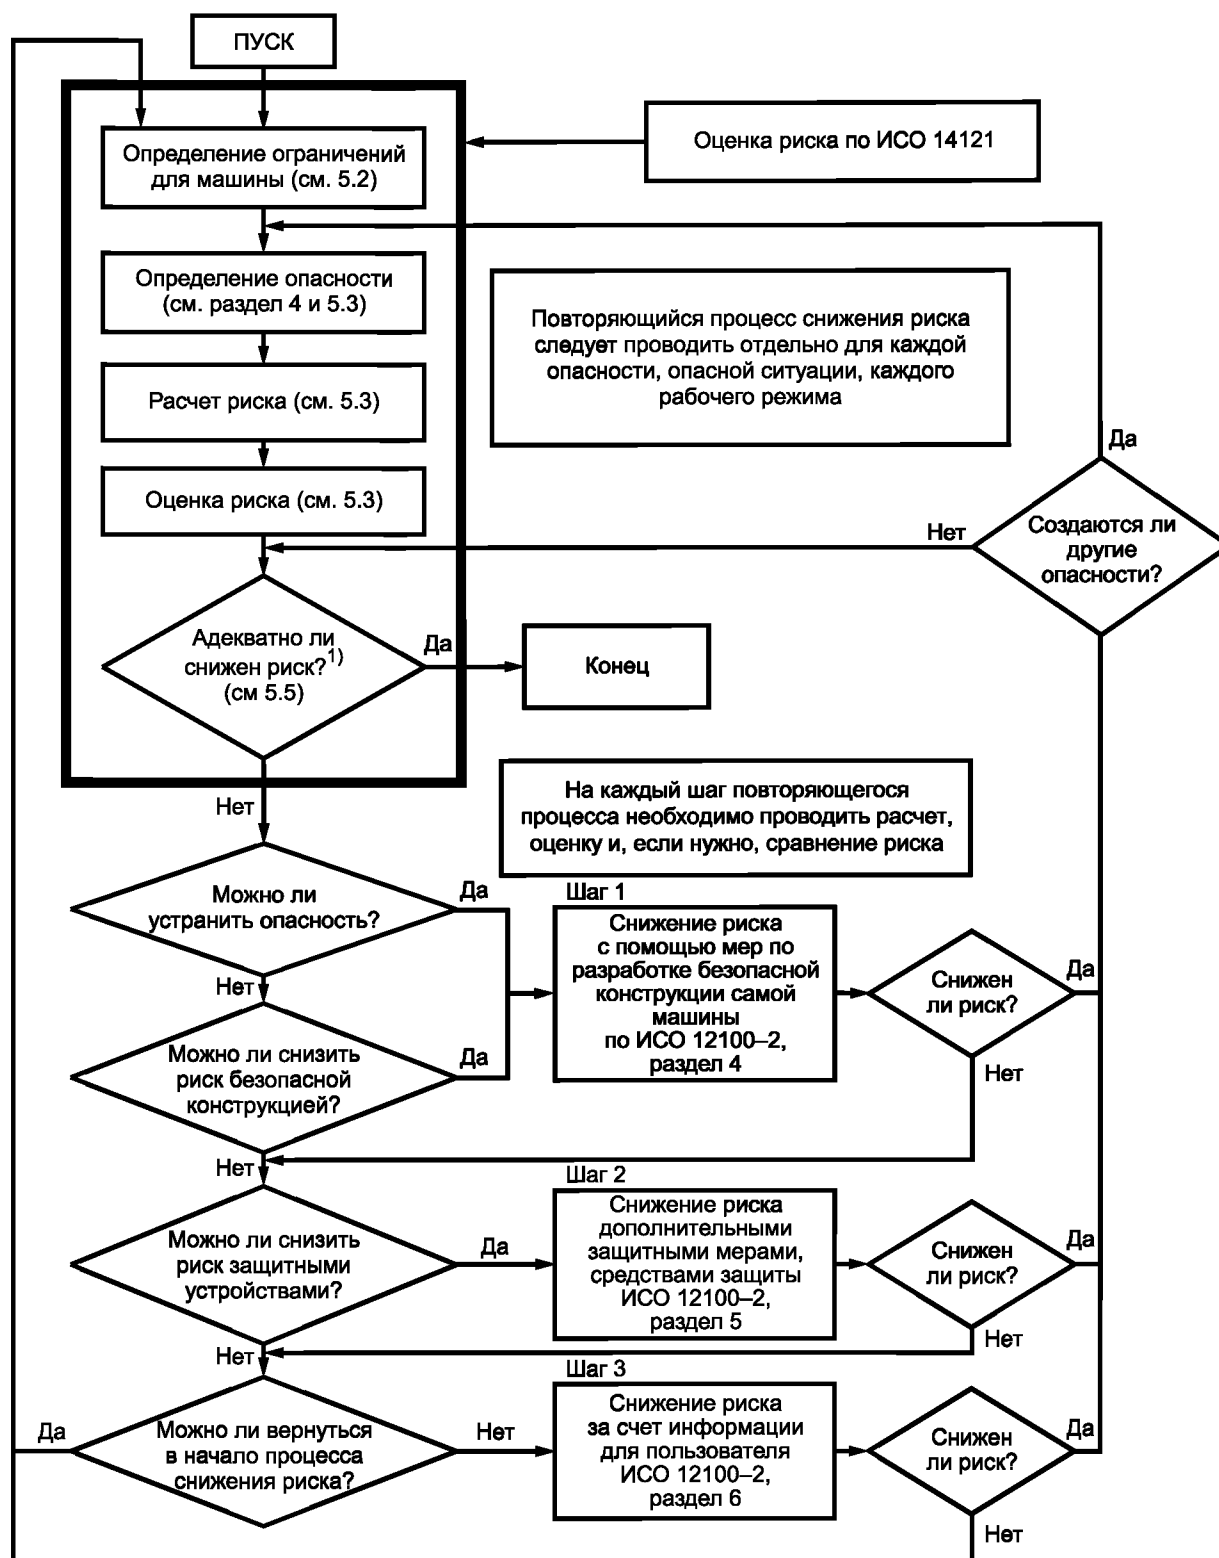 ПУСК
Оценка риска по ИСО 14121
Определение ограничений
для машины (см. 5.2)
Определение опасности
(см. раздел 4 и 5.3)
Повторяющийся процесс снижения риска
следует проводить отдельно для каждой
опасности, опасной ситуации, каждого
рабочего режима
Расчет риска (см. 5.3)
Да
Оценка риска (см. 5.3)
Нет
Создаются ли
другие
опасности?
Адекватно ли
снижен риск?1)
(см 5.5)
Да
Конец
Нет
На каждый шаг повторяющегося
процесса необходимо проводить расчет,
оценку и, если нужно, сравнение риска
Можно ли
устранить опасность?
Да
Шаг 1
Снижение риска
с помощью мер по
разработке безопасной
конструкции самой
машины
по ИСО 12100–2,
раздел 4
Снижен
ли риск?
Да
Нет
Нет
Можно ли снизить
риск безопасной
конструкцией?
Да
Нет
Шаг 2
Можно ли снизить
риск защитными
устройствами?
Да
Снижение риска
дополнительными
защитными мерами,
средствами защиты
ИСО 12100–2,
раздел 5
Снижен
ли риск?
Да
Нет
Нет
Шаг 3
Да
Можно ли вернуться
в начало процесса
снижения риска?
Нет
Снижение риска
за счет информации
для пользователя
ИСО 12100–2,
раздел 6
Снижен
ли риск?
Да
Нет